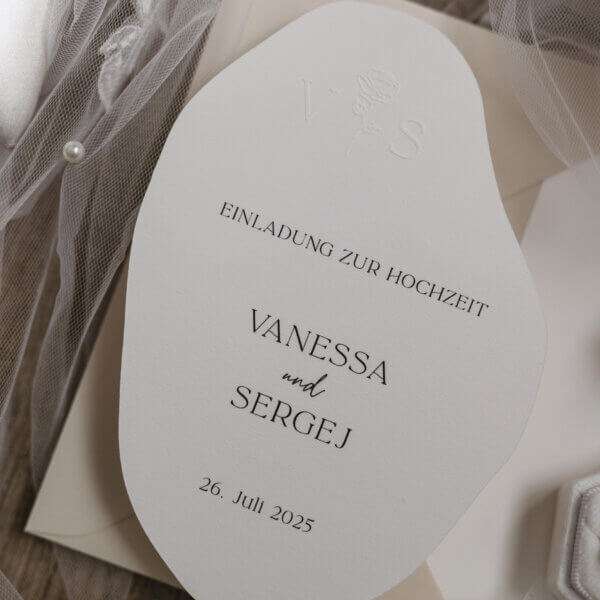 V S
EINLADUNG ZUR HOCHZEIT
VANESSA
und
SERGEJ
26. Juli 2025